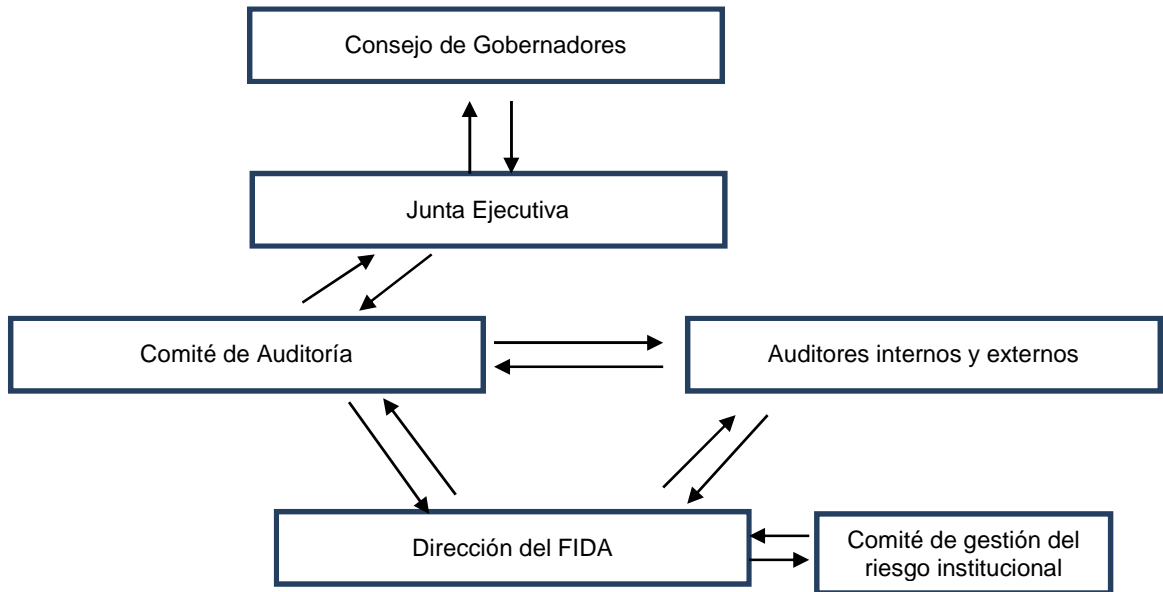 Consejo de Gobernadores
Junta Ejecutiva
Comité de Auditoría
Auditores internos y externos
Dirección del FIDA
Comité de gestión del
riesgo institucional